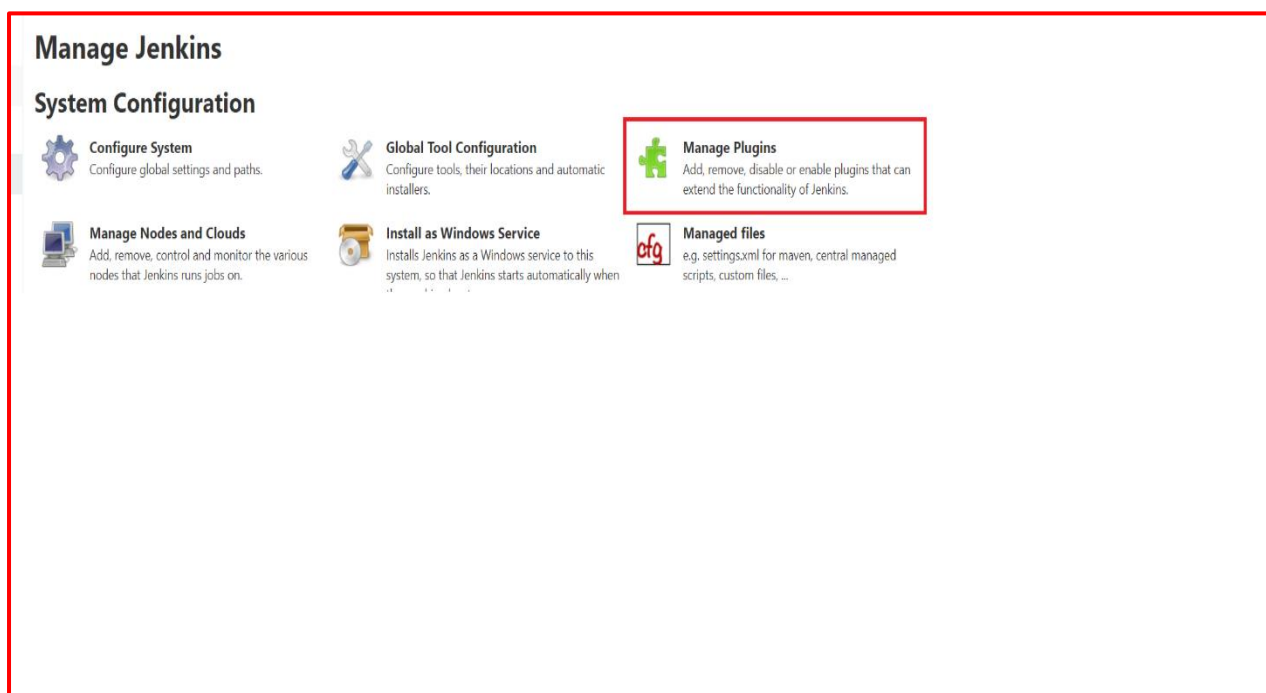 Manage Jenkins
System Configuration
Configure System
Configure global settings and paths.
Global Tool Configuration
Configure tools, their locations and automatic
installers.
Manage Plugins
Add, remove, disable or enable plugins that can
extend the functionality of Jenkins.
Manage Nodes and Clouds
Add, remove, control and monitor the various
nodes that Jenkins runs jobs on.
Install as Windows Service
Installs Jenkins as a Windows service to this
system, so that Jenkins starts automatically when
cfg
Managed files
e.g. settings.xml for maven, central managed
scripts, custom files, ...